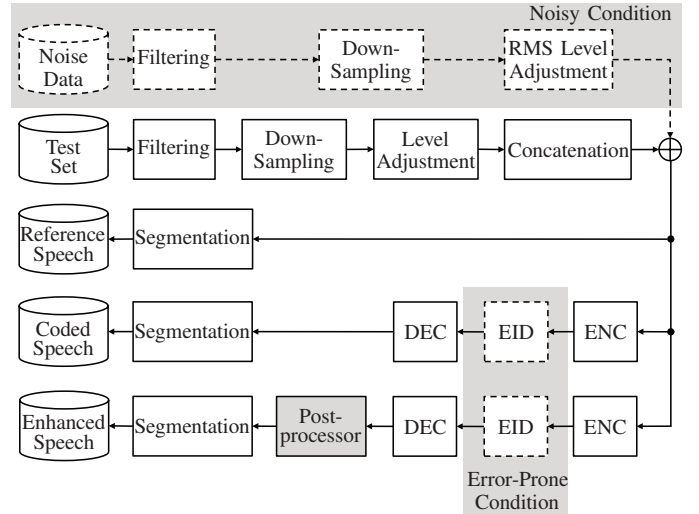 Noisy Condition
Noise
Data
Filtering
Down-
Sampling
RMS Level
Adjustment
Test
Set
Filtering
Down-
Sampling
Level
Adjustment
Concatenation
Reference
Speech
Segmentation
Coded
Speech
Segmentation
DEC
EID
ENC
Enhanced
Speech
Segmentation
Post-
processor
DEC
EID
ENC
Error-Prone
Condition